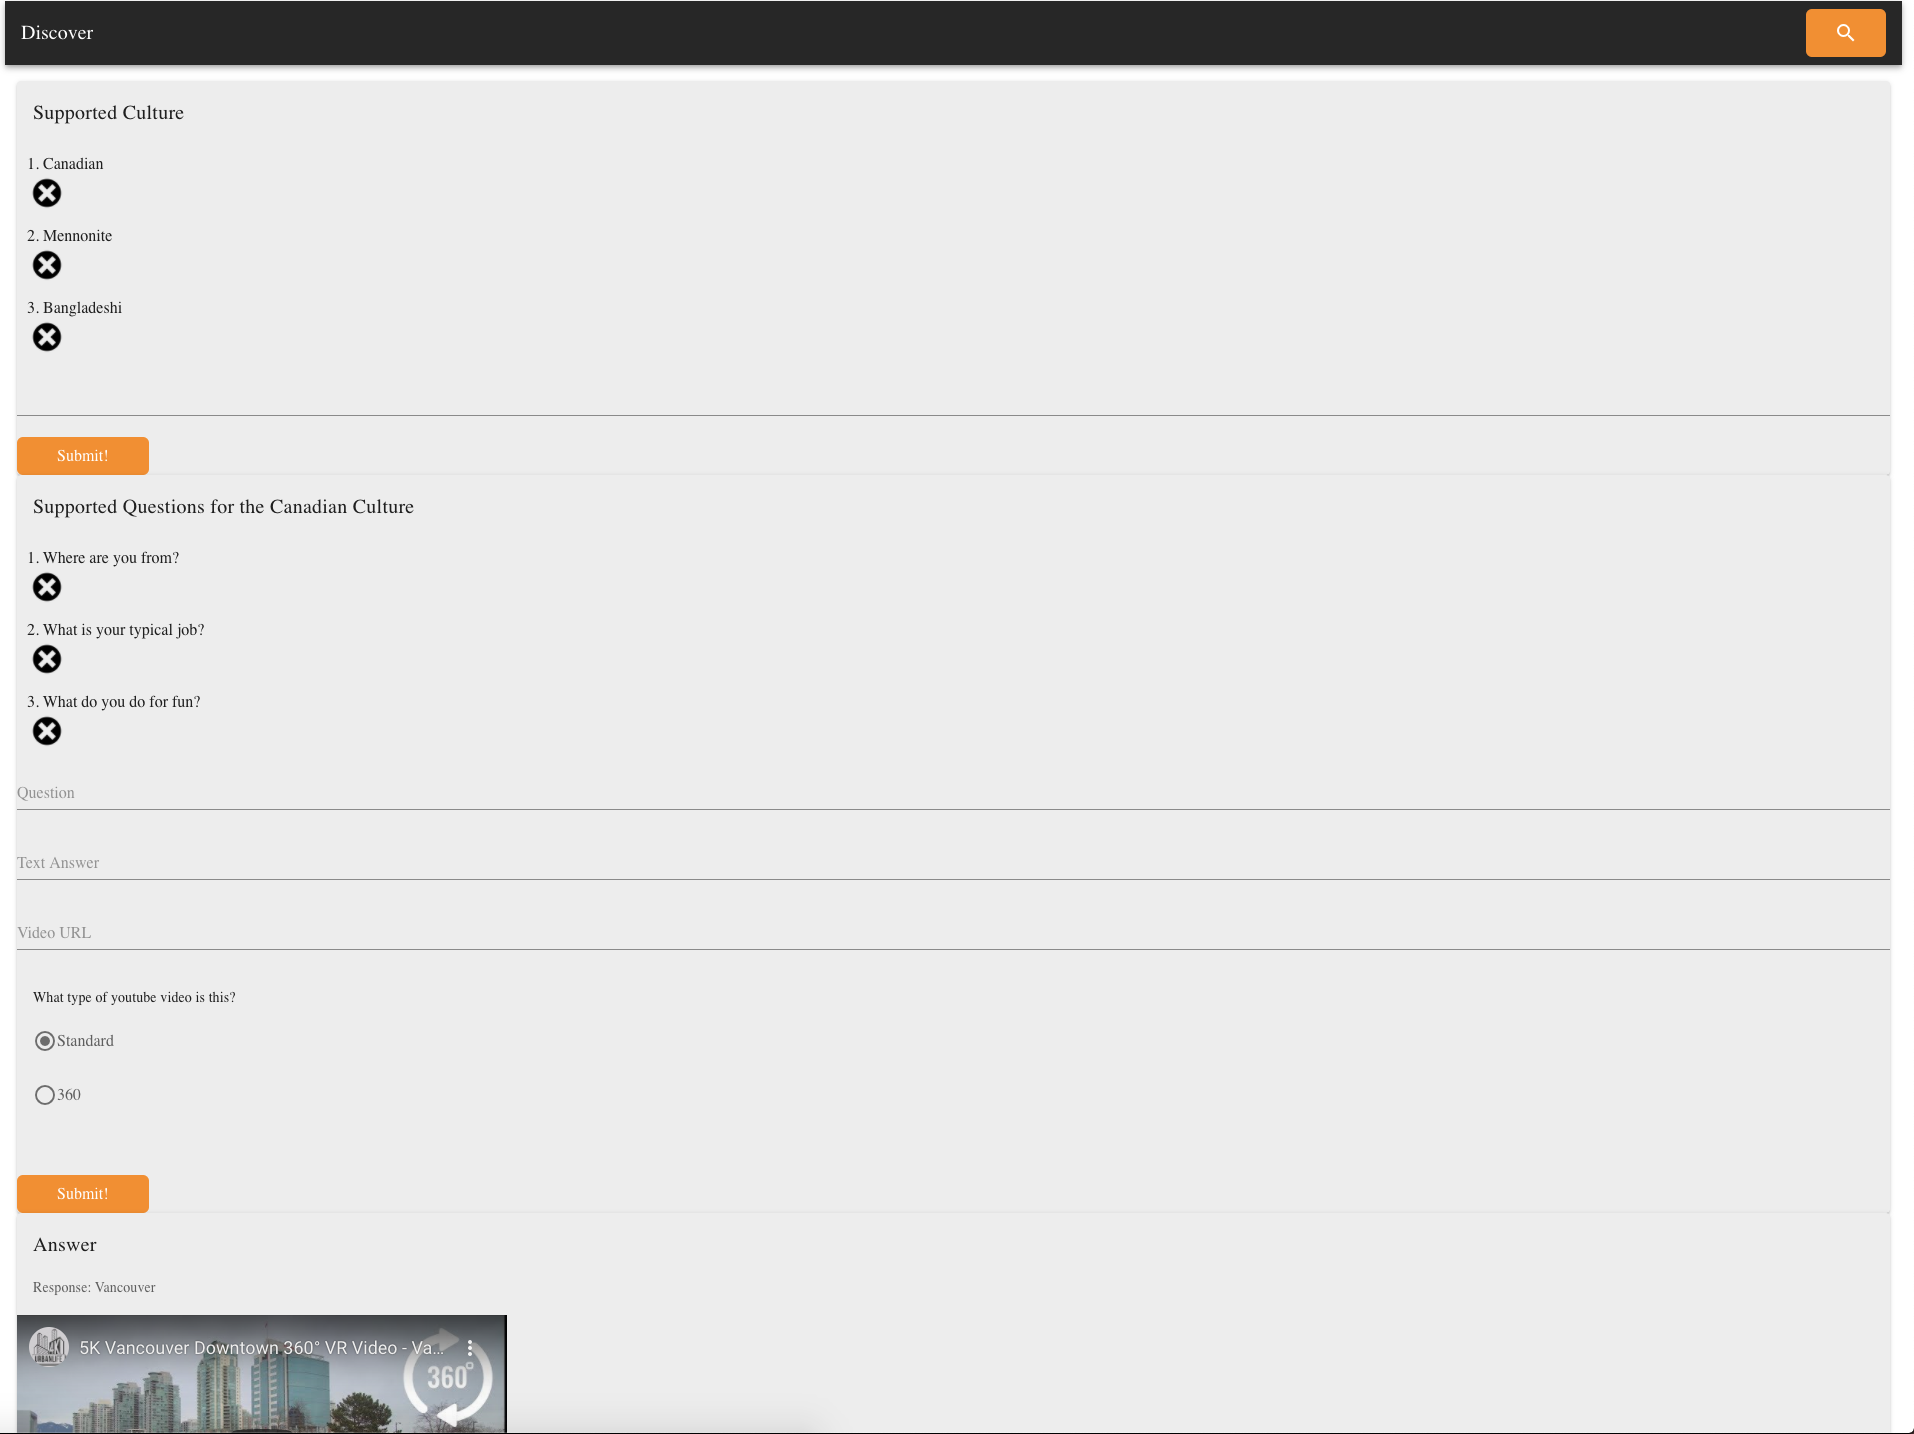 Discover
Supported Culture
1. Canadian
2. Mennonite
3. Bangladeshi
Submit!
Supported Questions for the Canadian Culture
1. Where are you from?
2. What is your typical job?
3. What do you do for fun?
Question
Text Answer
Video URL
What type of youtube video is this?
Standard
360
Submit!
Answer
Response: Vancouver
5K Vancouver Downtown 360° VR Video - Va...
360°